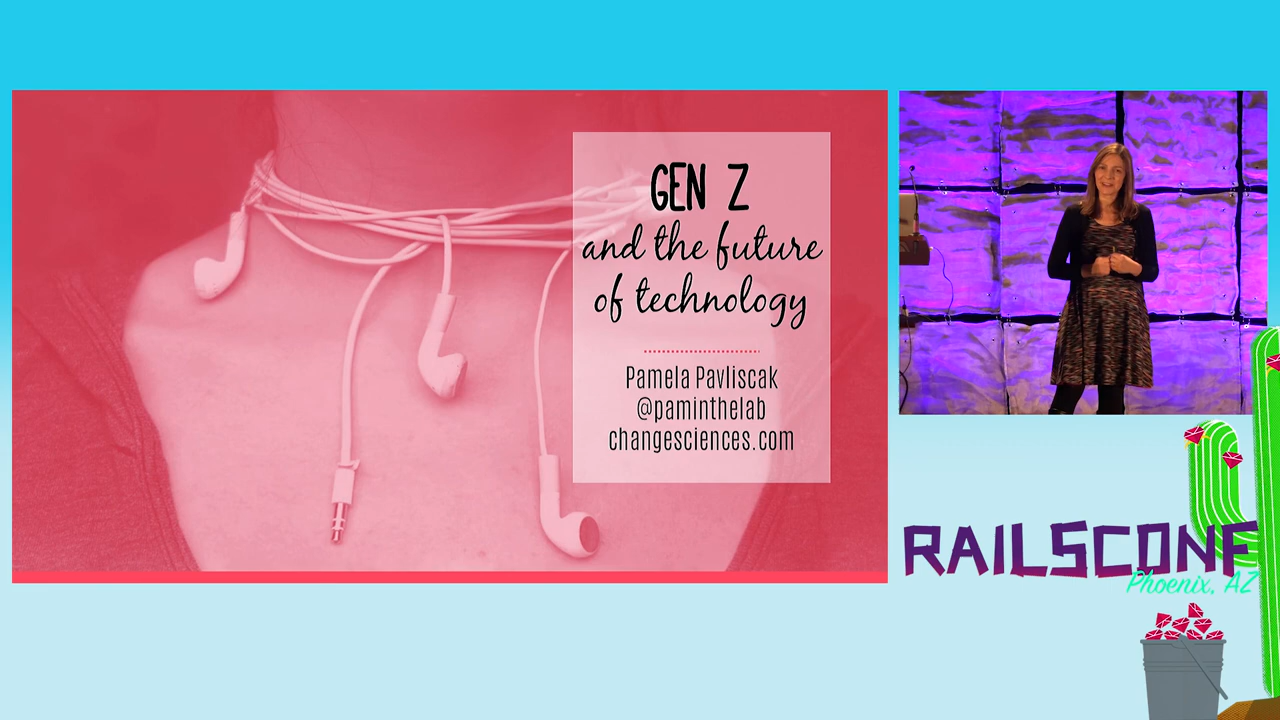 GEN Z
and the future
of technology
Pamela Pavliscak
@paminthelab
changesciences.com
RAILSCONF
Phoenix, AZ